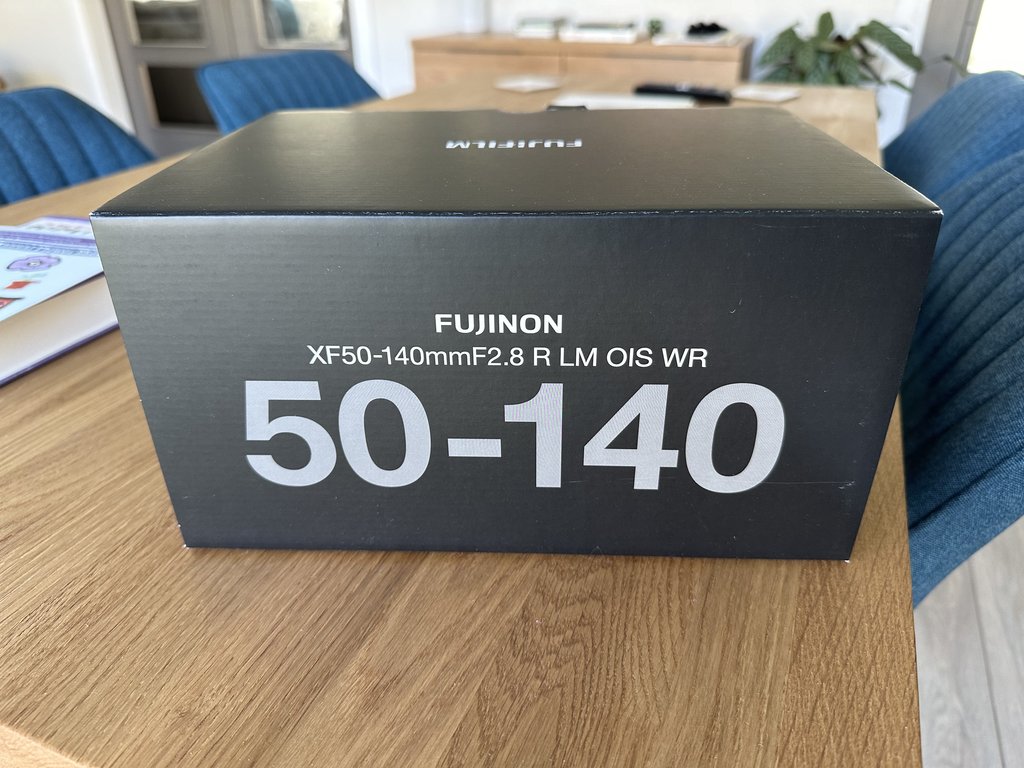 FUJIFILM
FUJINON
XF50-140mmF2.8 R LM OIS WR
50-140